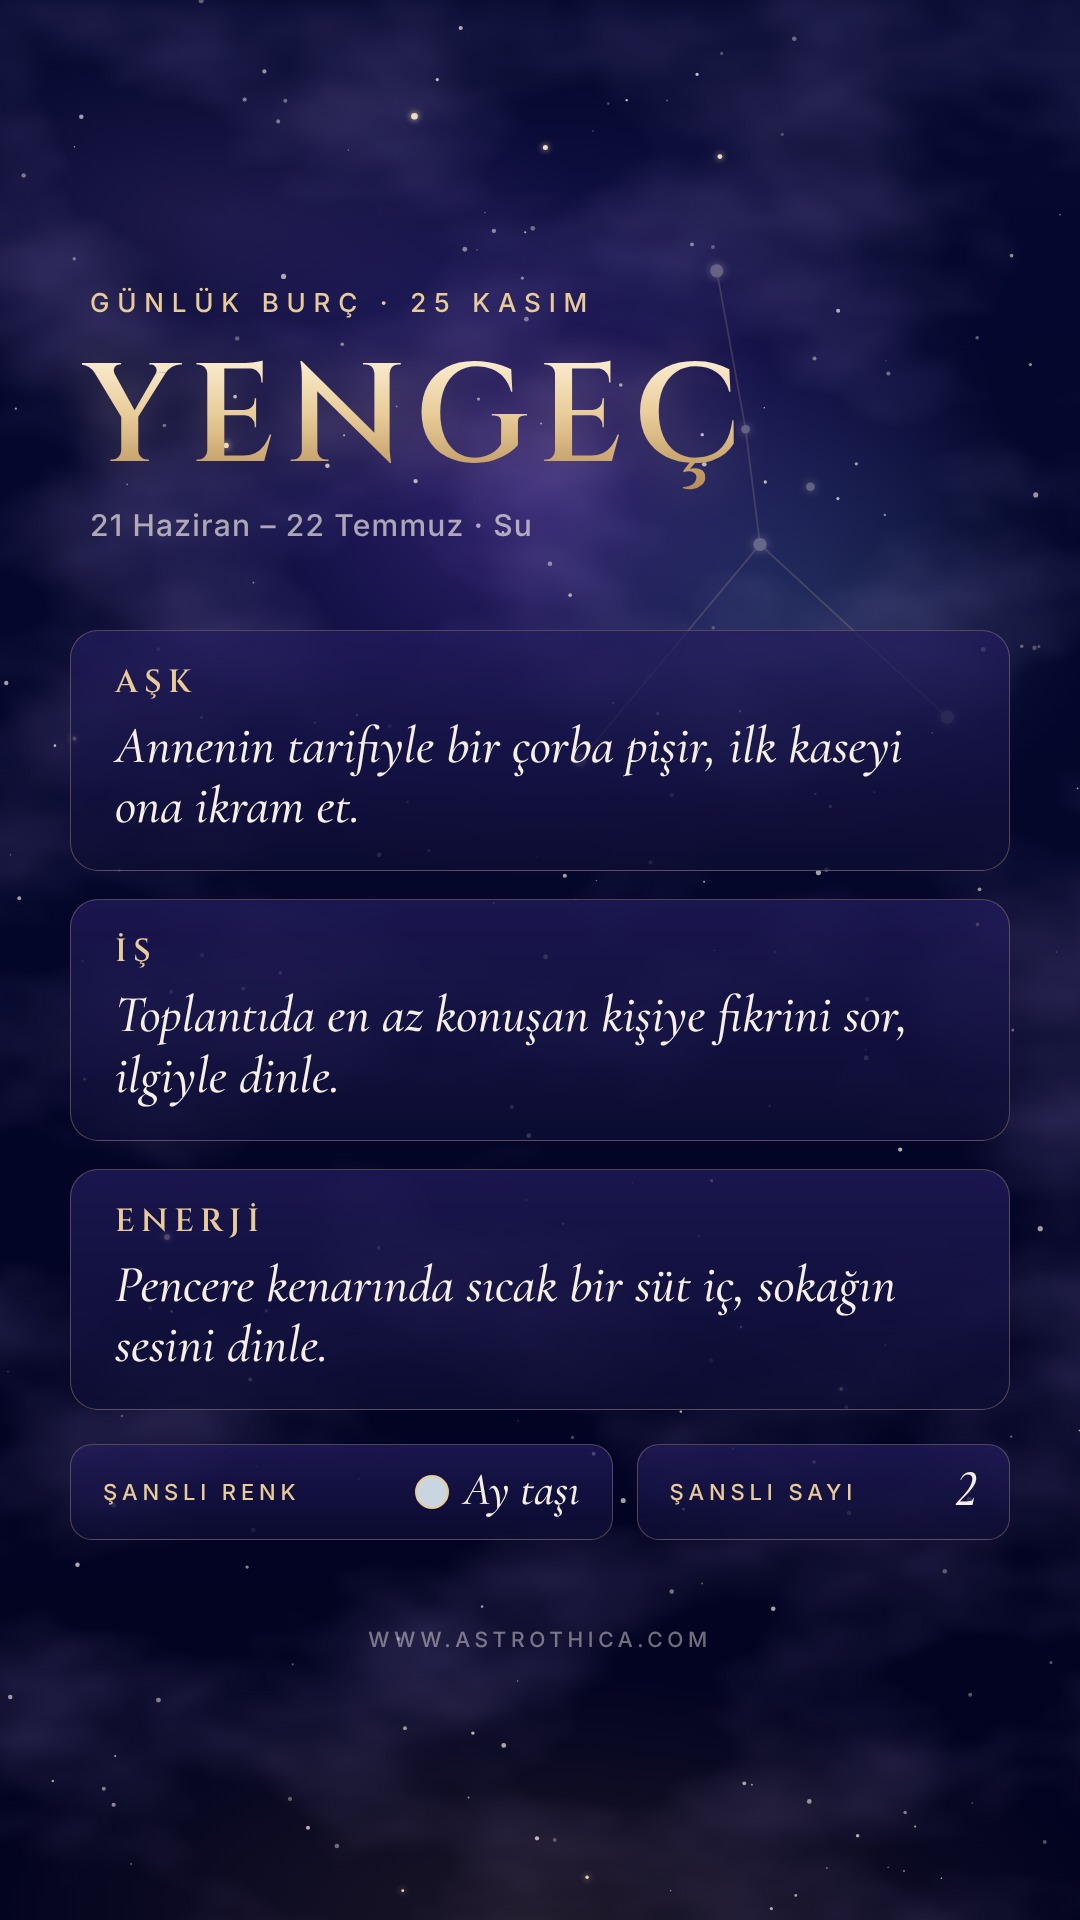 GÜNLÜK BURÇ · 25 KASIM
YENGEÇ
21 Haziran – 22 Temmuz · Su
AŞK
Annenin tarifiyle bir çorba pişir, ilk kaseyi
ona ikram et.
İŞ
Toplantıda en az konuşan kişiye fikrini sor,
ilgiyle dinle.
ENERJİ
Pencere kenarında sıcak bir süt iç, sokağın
sesini dinle.
ŞANSLI RENK Ay taşı
ŞANSLI SAYI 2
WWW.ASTROTHICA.COM